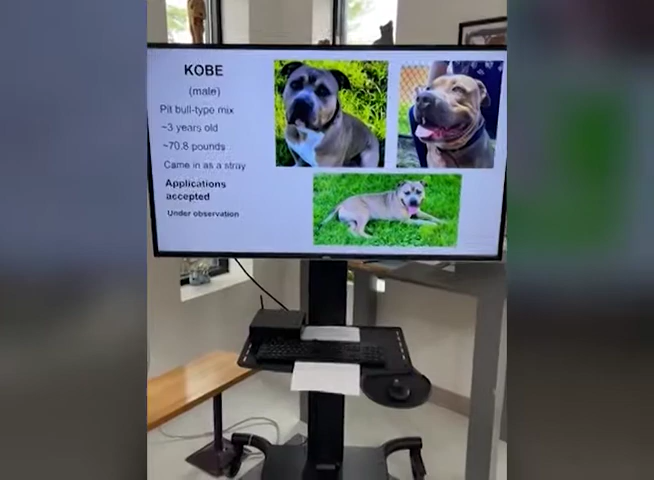 KOBE
(male)
Pit bull-type mix
~3 years old
~70.8 pounds
Came in as a stray
Applications
accepted
Under observation